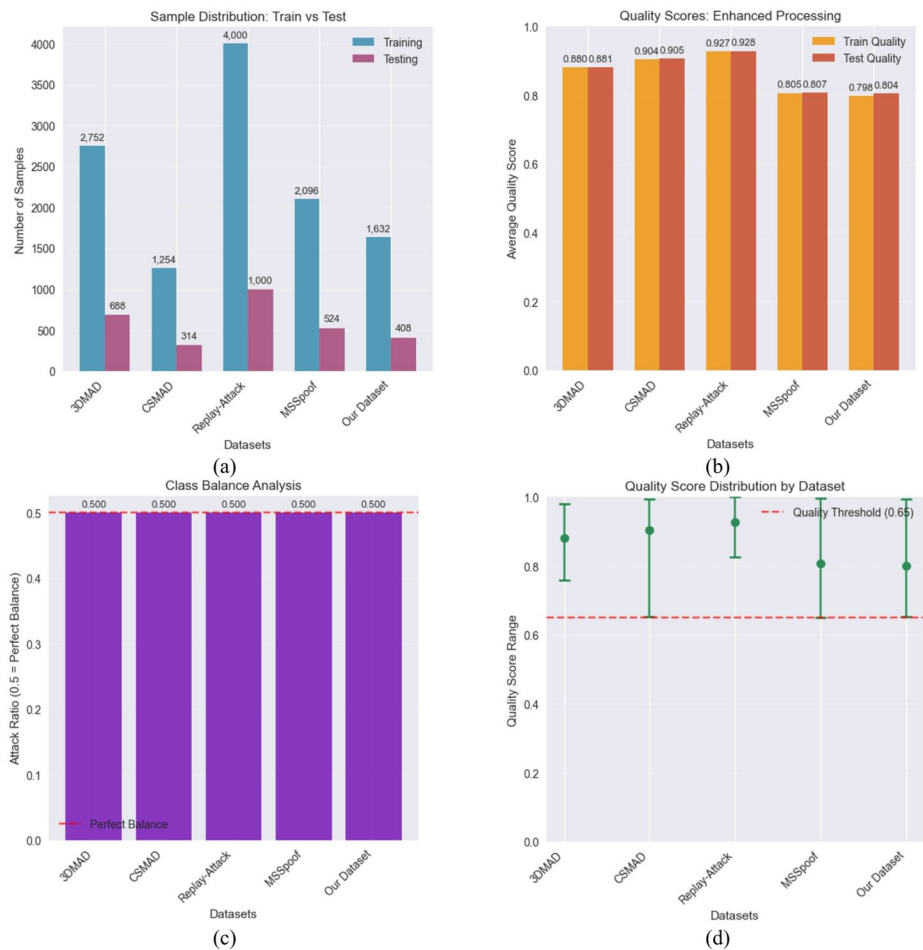 Sample Distribution: Train vs Test
Training
Testing
Number of Samples
4000
3500
3000
2500
2000
1500
1000
500
0
2,752
688
1,254
314
4,000
1,000
2,096
524
1,632
408
3DMAD
CSMAD
Replay-Attack
MSSpoof
Our Dataset
Datasets
(a)
Quality Scores: Enhanced Processing
Train Quality
Test Quality
Average Quality Score
1.0
0.8
0.6
0.4
0.2
0.0
0.880 0.881
0.904 0.905
0.927 0.928
0.805 0.807
0.798 0.804
3DMAD
CSMAD
Replay-Attack
MSSpoof
Our Dataset
Datasets
(b)
Class Balance Analysis
Attack Ratio (0.5 = Perfect Balance)
0.5
0.4
0.3
0.2
0.1
0.0
0.500
0.500
0.500
0.500
0.500
Perfect Balance
3DMAD
CSMAD
Replay-Attack
MSSpoof
Our Dataset
Datasets
(c)
Quality Score Distribution by Dataset
Quality Threshold (0.65)
Quality Score Range
1.0
0.8
0.6
0.4
0.2
0.0
3DMAD
CSMAD
Replay-Attack
MSSpoof
Our Dataset
Datasets
(d)